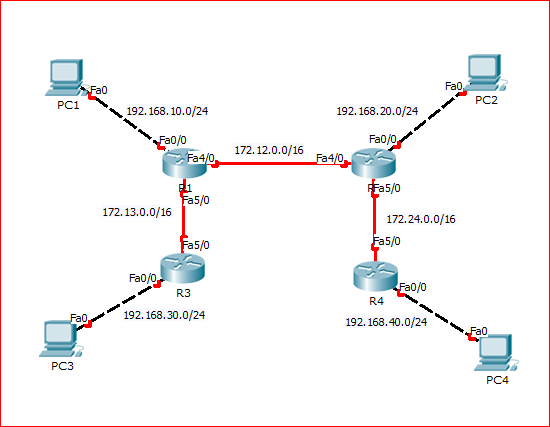 PC1
Fa0
192.168.10.0/24
Fa0/0
Fa4/0
R1
Fa5/0
172.12.0.0/16
PC2
Fa0
192.168.20.0/24
Fa0/0
Fa4/0
Fa5/0
172.13.0.0/16
172.24.0.0/16
Fa5/0
Fa0/0
R3
192.168.30.0/24
Fa0
PC3
Fa5/0
R4
Fa0/0
192.168.40.0/24
Fa0
PC4